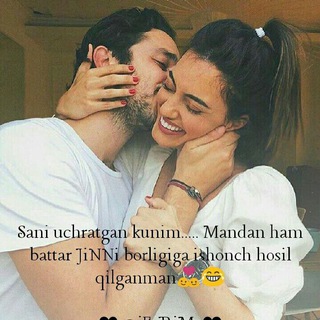 Sani uchratgan kunim..... Mandan ham
battar JiNNi borligiga ishonch hosil
qilganman💏😂